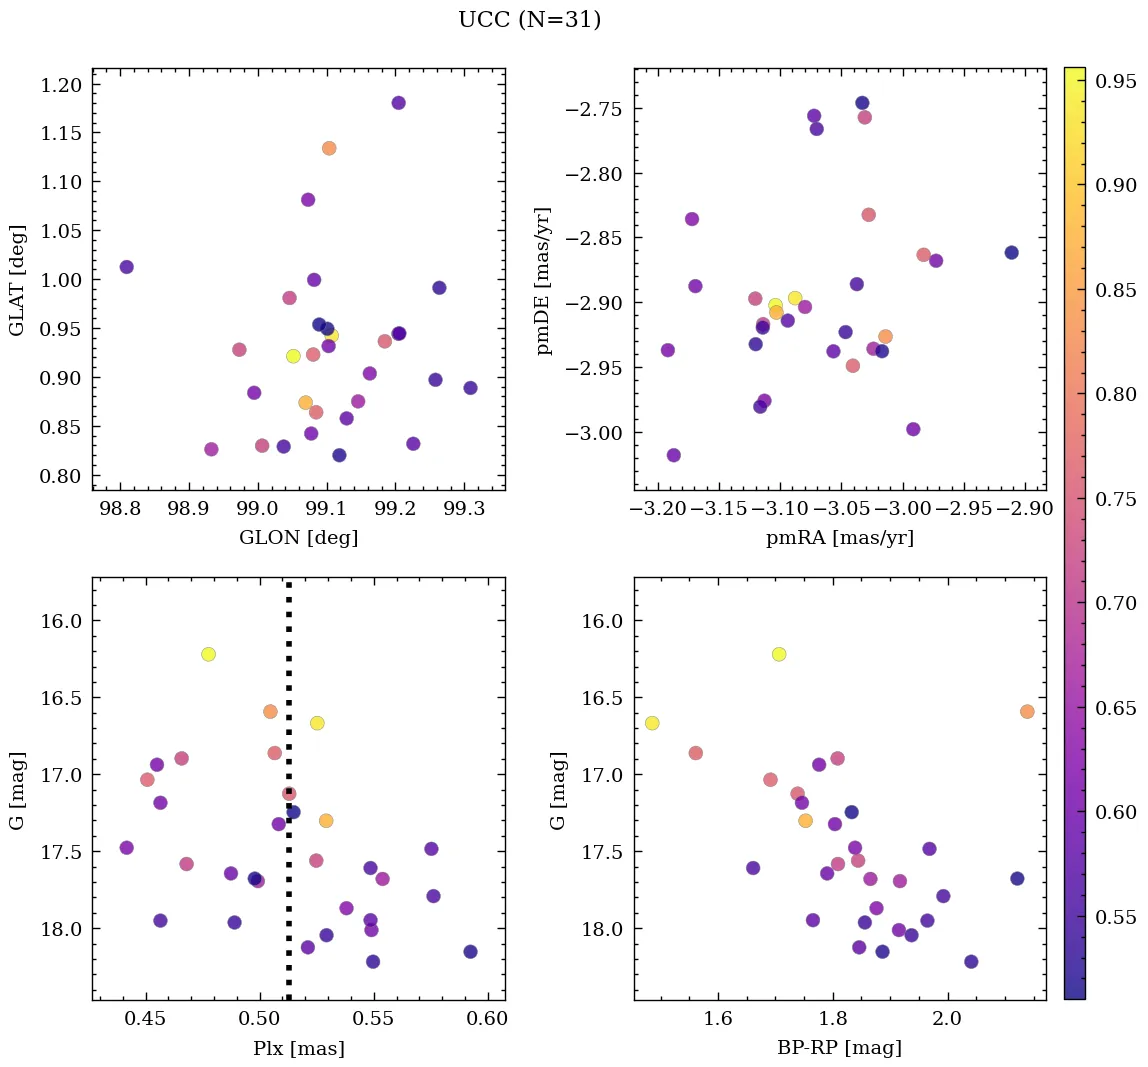 UCC (N=31)
1.20
1.15
1.10
1.05
1.00
0.95
0.90
0.85
0.80
GLAT [deg]
98.8 98.9 99.0 99.1 99.2 99.3
GLON [deg]
−2.75
−2.80
−2.85
−2.90
−2.95
−3.00
pmDE [mas/yr]
−3.20 −3.15 −3.10 −3.05 −3.00 −2.95 −2.90
pmRA [mas/yr]
0.95
0.90
0.85
0.80
0.75
0.70
0.65
0.60
0.55
16.0
16.5
17.0
17.5
18.0
G [mag]
0.45 0.50 0.55 0.60
Plx [mas]
16.0
16.5
17.0
17.5
18.0
G [mag]
1.6 1.8 2.0
BP-RP [mag]